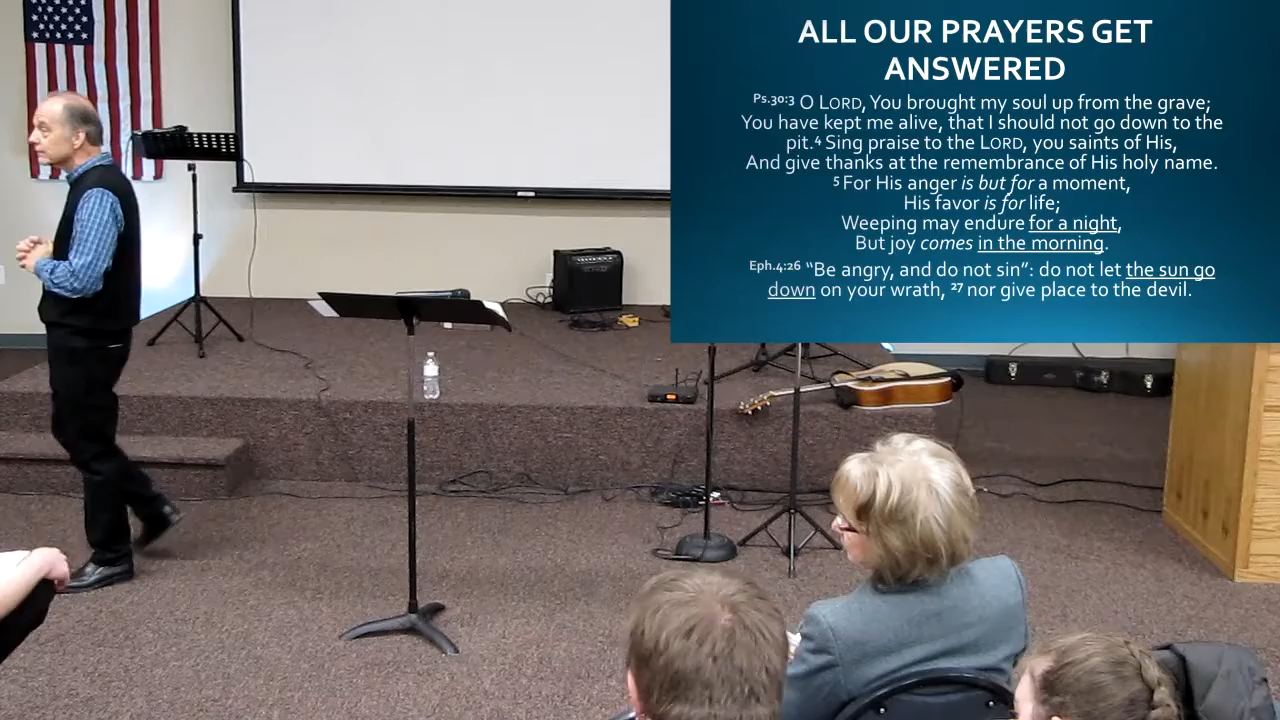 ALL OUR PRAYERS GET
ANSWERED
Ps.30:3 O LORD, You brought my soul up from the grave;
You have kept me alive, that I should not go down to the
pit.4 Sing praise to the LORD, you saints of His,
And give thanks at the remembrance of His holy name.
5 For His anger is but for a moment,
His favor is for life;
Weeping may endure for a night,
But joy comes in the morning.
Eph.4:26 “Be angry, and do not sin”: do not let the sun go
down on your wrath, 27 nor give place to the devil.